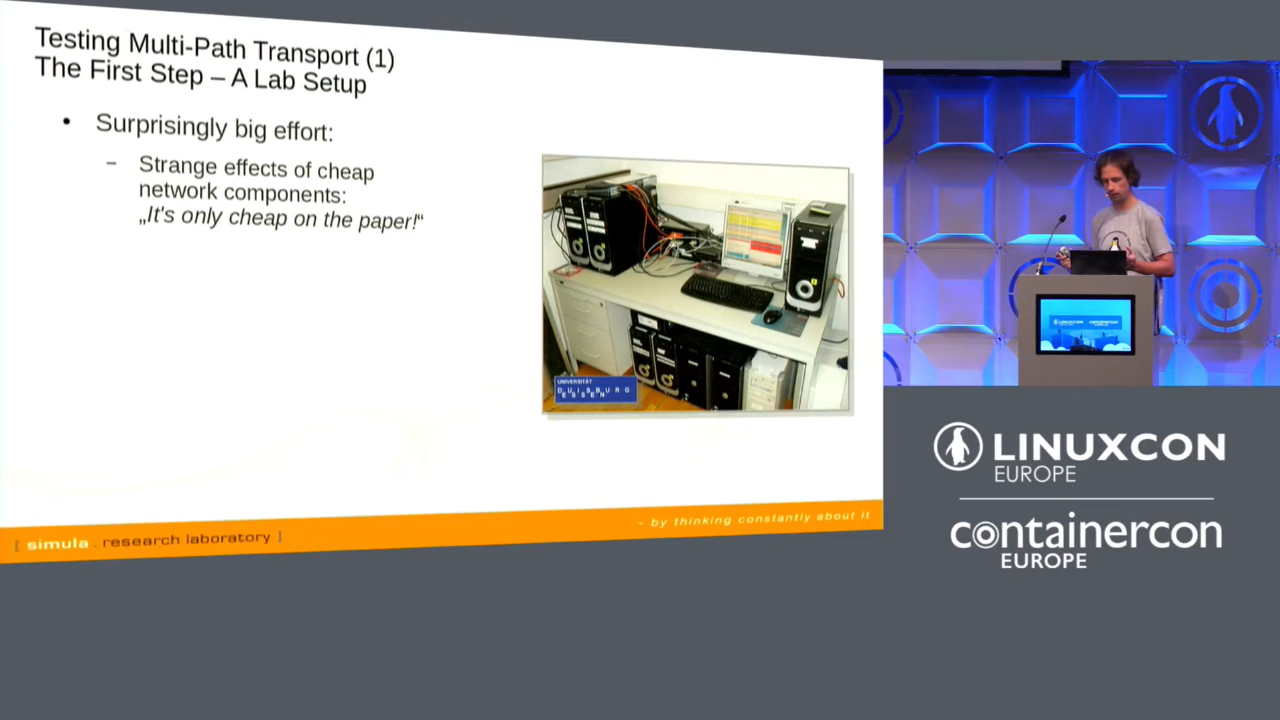 Testing Multi-Path Transport (1)
The First Step – A Lab Setup
• Surprisingly big effort:
– Strange effects of cheap
network components:
„It's only cheap on the paper!“
UNIVERSITÄT
DUISBURG
ESSEN
[ simula . research laboratory ]
- by thinking constantly about it
LINUXCON
EUROPE
containercon
EUROPE